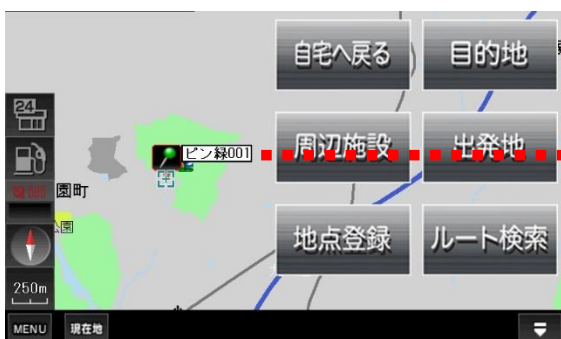 自宅へ戻る
目的地
24
周辺施設
出発地
ピン緑001
園町
園
地点登録
ルート検索
250m
MENU
現在地